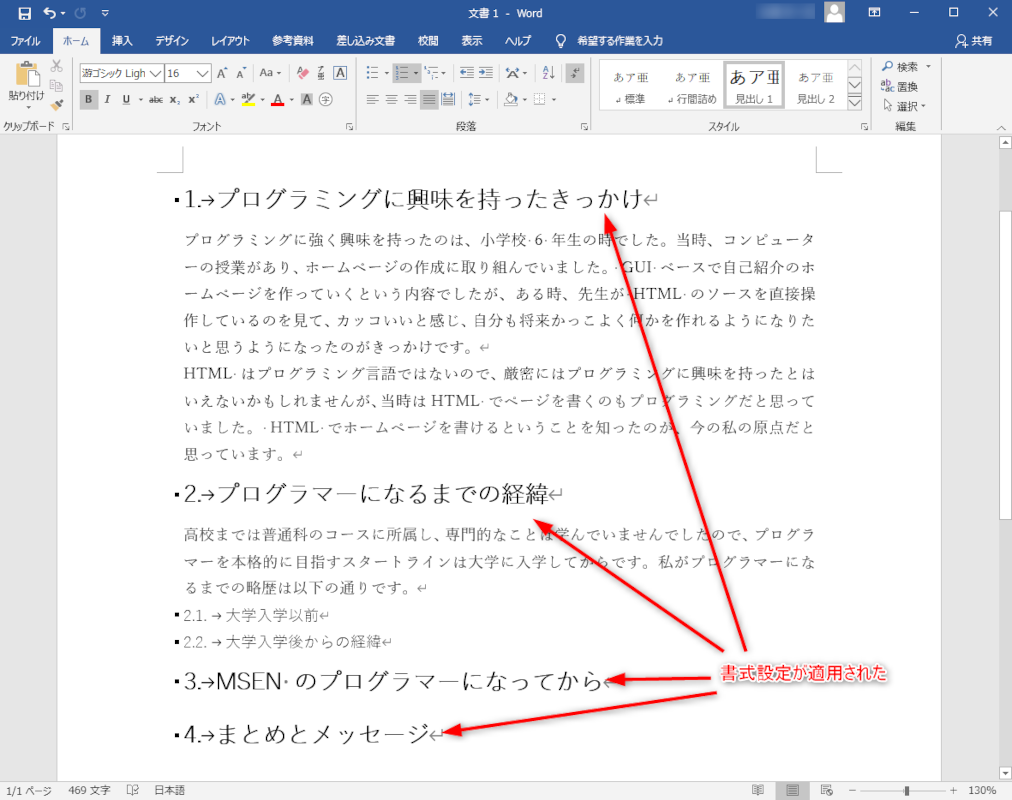 文書 1 - Word
ファイル ホーム 挿入 デザイン レイアウト 参考資料 差し込み文書 校閲 表示 ヘルプ 希望する作業を入力 共有
貼り付け
クリップボード
游ゴシック Ligh 16 A A Aa A
B I U abc X₂ X² A ab A A 字
フォント
段落
あア亜 あア亜 あア亜 あア亜
↲ 標準 ↲ 行間詰め 見出し 1 見出し 2
スタイル
検索
置換
選択
編集
1.→プログラミングに興味を持ったきっかけ↵
プログラミングに強く興味を持ったのは、小学校・6・年生の時でした。当時、コンピュータ
ーの授業があり、ホームページの作成に取り組んでいました。・GUI・ベースで自己紹介のホ
ームページを作っていくという内容でしたが、ある時、先生が・HTML・のソースを直接操
作しているのを見て、カッコいいと感じ、自分も将来かっこよく何かを作れるようになりた
いと思うようになったのがきっかけです。↵
HTML・はプログラミング言語ではないので、厳密にはプログラミングに興味を持ったとは
いえないかもしれませんが、当時は HTML・でページを書くのもプログラミングだと思って
いました。・HTML・でホームページを書けるということを知ったのが、今の私の原点だと
思っています。↵
2.→プログラマーになるまでの経緯↵
高校までは普通科のコースに所属し、専門的なことは学んでいませんでしたので、プログラ
マーを本格的に目指すスタートラインは大学に入学してからです。私がプログラマーにな
るまでの略歴は以下の通りです。↵
2.1.→大学入学以前↵
2.2.→大学入学後からの経緯↵
書式設定が適用された
3.→MSEN・のプログラマーになってから↵
4.→まとめとメッセージ↵
1/1 ページ 469 文字 日本語 130%